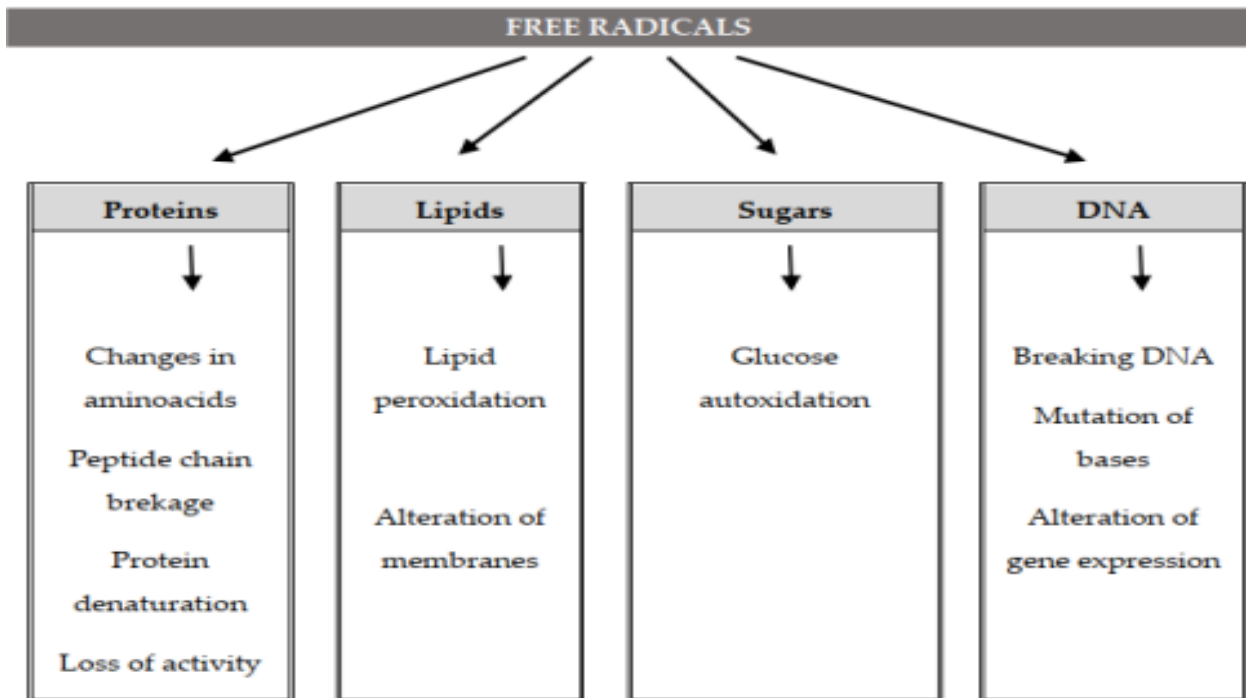 FREE RADICALS
Proteins
Changes in
aminoacids
Peptide chain
brekage
Protein
denaturation
Loss of activity
Lipids
Lipid
peroxidation
Alteration of
membranes
Sugars
Glucose
autoxidation
DNA
Breaking DNA
Mutation of
bases
Alteration of
gene expression